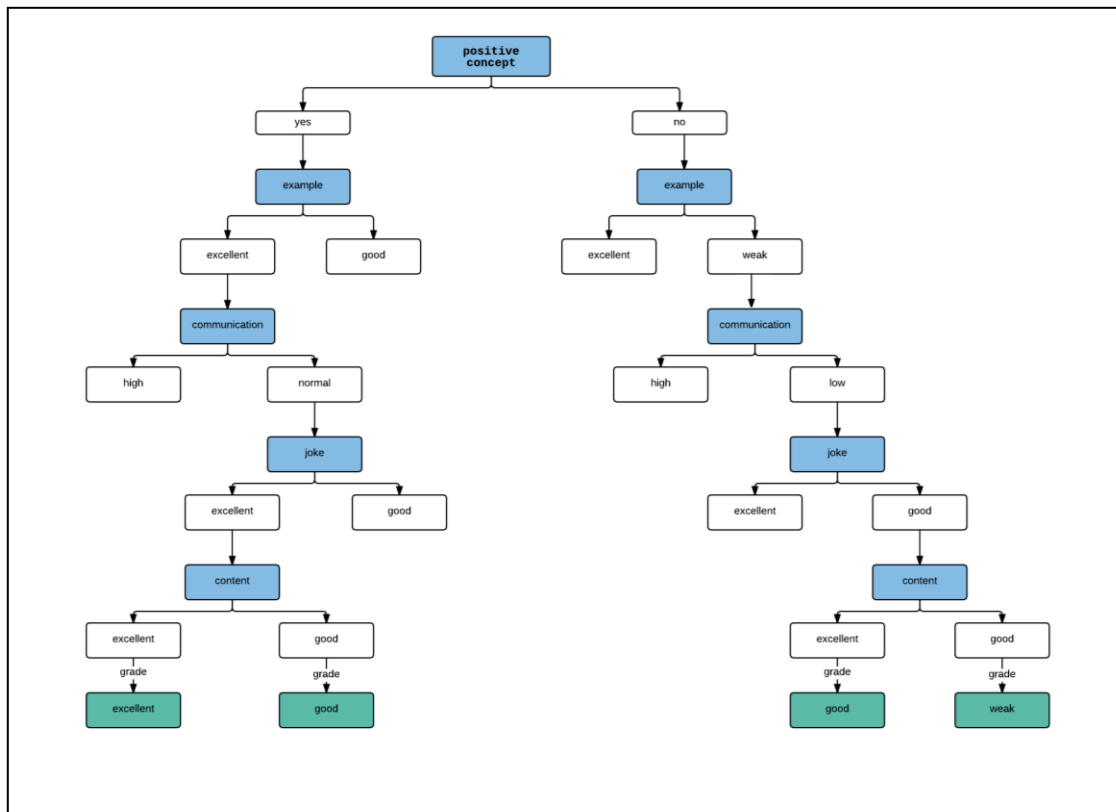 positive
concept
yes
no
example
example
excellent
good
excellent
weak
communication
communication
high
normal
high
low
joke
joke
excellent
good
excellent
good
content
content
excellent
good
excellent
good
grade
grade
grade
grade
excellent
good
good
weak